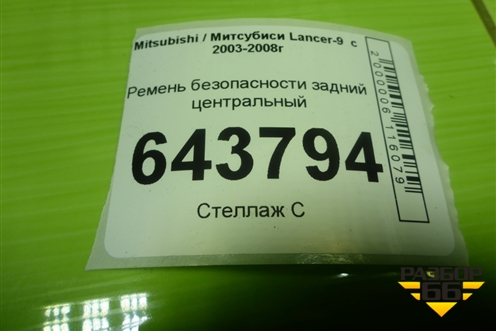 Mitsubishi / Митсубиси Lancer-9 с
2003-2008г
Ремень безопасности задний
центральный
643794
Стеллаж С
2000006116079
РАЗБОР
66